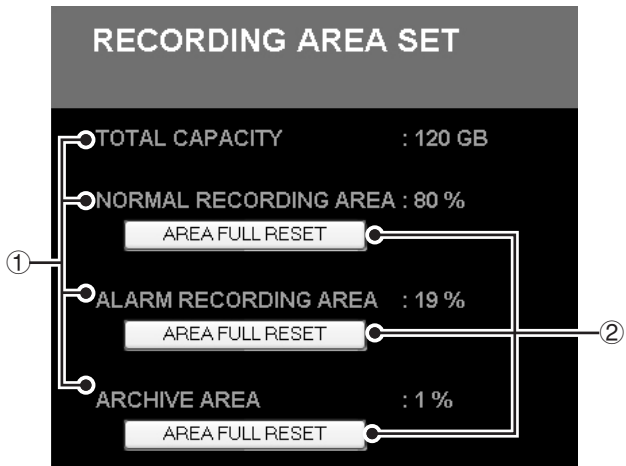 RECORDING AREA SET
TOTAL CAPACITY : 120 GB
NORMAL RECORDING AREA : 80 %
AREA FULL RESET
①
ALARM RECORDING AREA : 19 %
AREA FULL RESET
②
ARCHIVE AREA : 1 %
AREA FULL RESET